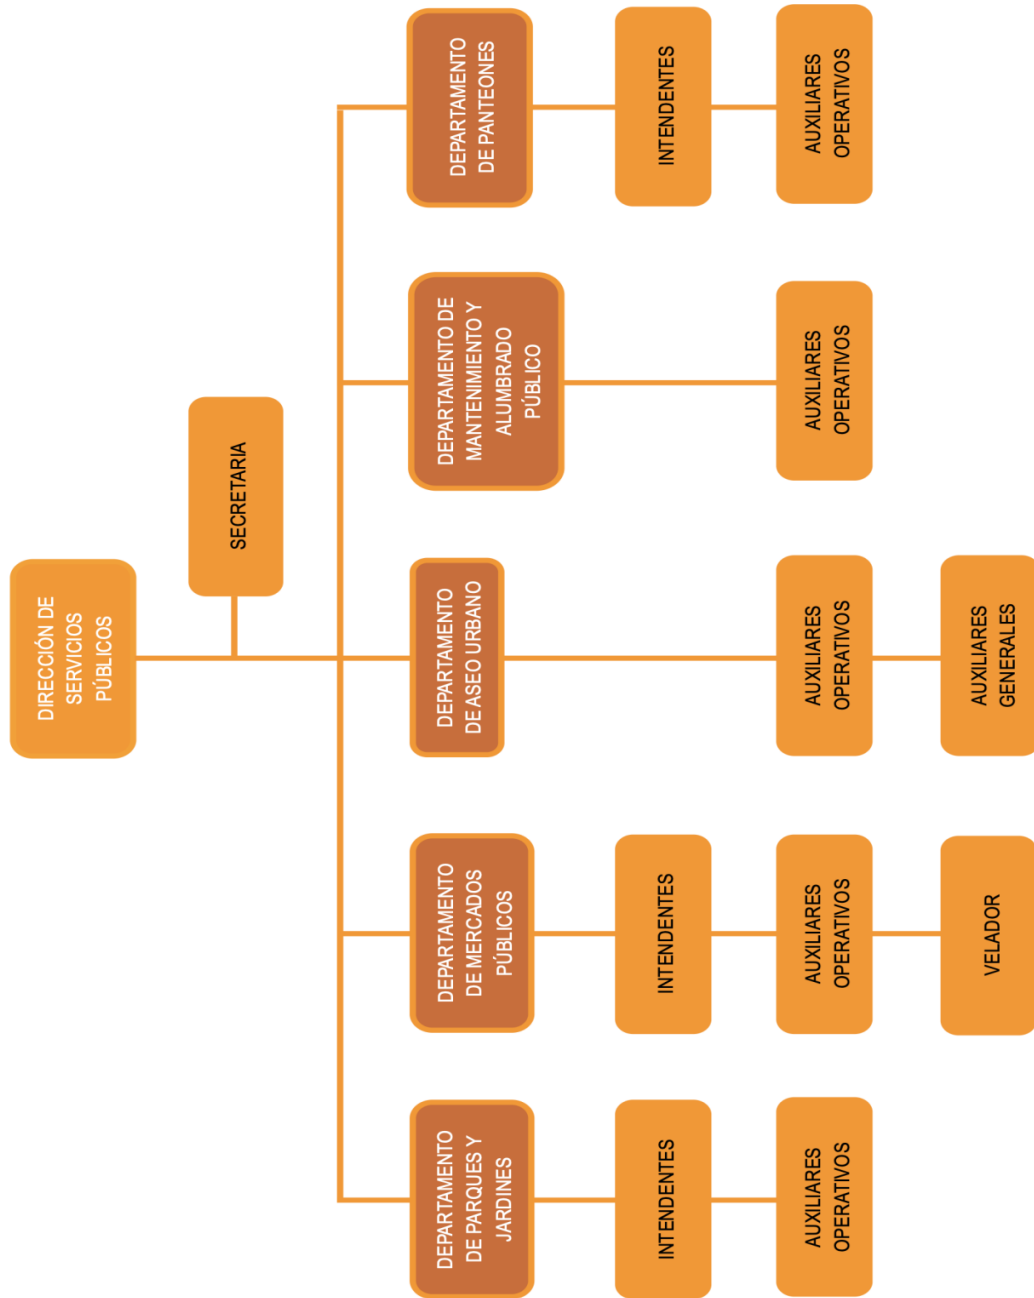 DIRECCIÓN DE
SERVICIOS
PÚBLICOS
SECRETARIA
DEPARTAMENTO
DE PARQUES Y
JARDINES
DEPARTAMENTO
DE MERCADOS
PÚBLICOS
DEPARTAMENTO
DE ASEO URBANO
DEPARTAMENTO DE
MANTENIMIENTO Y
ALUMBRADO
PÚBLICO
DEPARTAMENTO
DE PANTEONES
INTENDENTES
INTENDENTES
INTENDENTES
AUXILIARES
OPERATIVOS
AUXILIARES
OPERATIVOS
AUXILIARES
OPERATIVOS
AUXILIARES
OPERATIVOS
AUXILIARES
OPERATIVOS
VELADOR
AUXILIARES
GENERALES